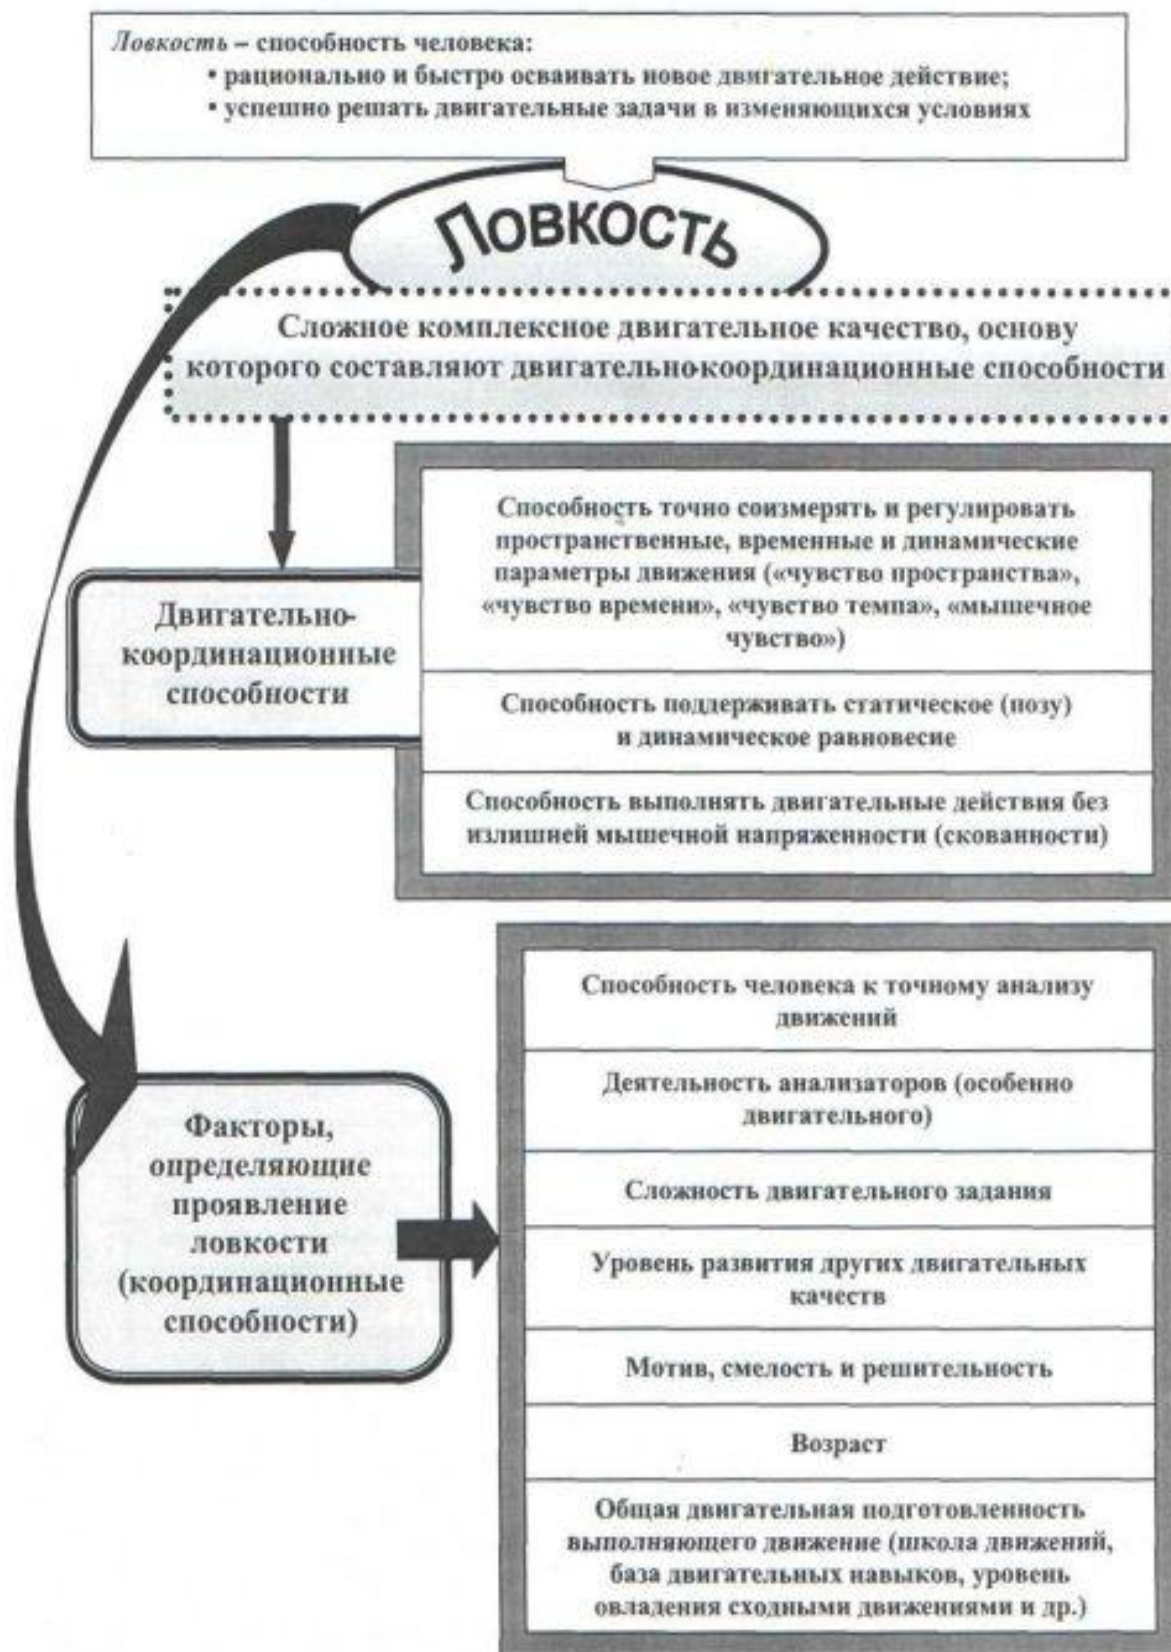 Ловкость – способность человека:
• рационально и быстро осваивать новое двигательное действие;
• успешно решать двигательные задачи в изменяющихся условиях
Ловкость
Сложное комплексное двигательное качество, основу
которого составляют двигательно-координационные способности
Двигательно-
координационные
способности
Способность точно соизмерять и регулировать
пространственные, временные и динамические
параметры движения («чувство пространства»,
«чувство времени», «чувство темпа», «мышечное
чувство»)
Способность поддерживать статическое (позу)
и динамическое равновесие
Способность выполнять двигательные действия без
излишней мышечной напряженности (скованности)
Факторы,
определяющие
проявление
ловкости
(координационные
способности)
Способность человека к точному анализу
движений
Деятельность анализаторов (особенно
двигательного)
Сложность двигательного задания
Уровень развития других двигательных
качеств
Мотив, смелость и решительность
Возраст
Общая двигательная подготовленность
выполняющего движение (школа движений,
база двигательных навыков, уровень
овладения сходными движениями и др.)